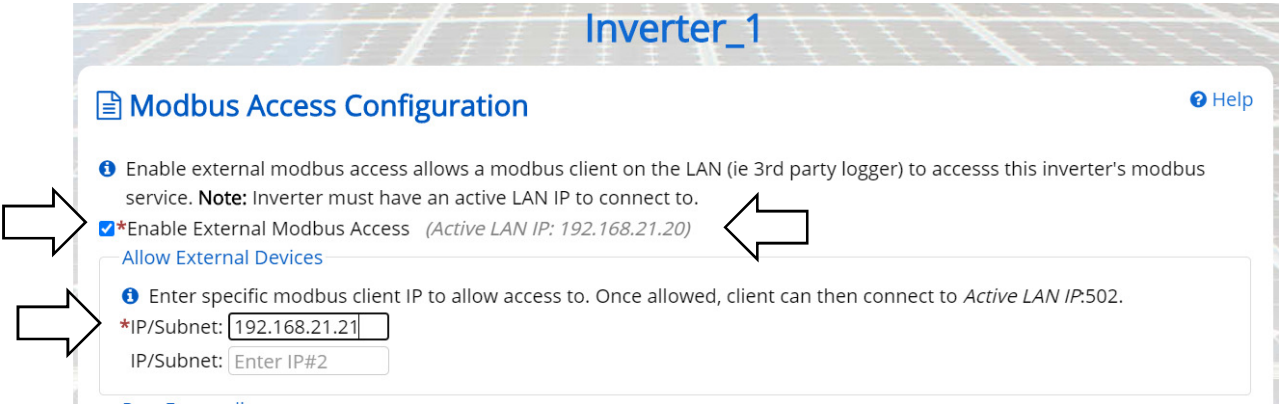 Inverter_1
Modbus Access Configuration
Help
Enable external modbus access allows a modbus client on the LAN (ie 3rd party logger) to accesss this inverter's modbus
service. Note: Inverter must have an active LAN IP to connect to.
*Enable External Modbus Access (Active LAN IP: 192.168.21.20)
Allow External Devices
Enter specific modbus client IP to allow access to. Once allowed, client can then connect to Active LAN IP:502.
*IP/Subnet: 192.168.21.21
IP/Subnet: Enter IP#2